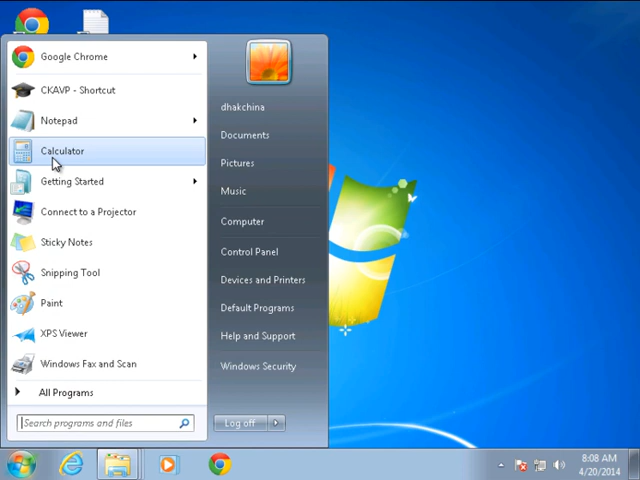 Google Chrome
CKAVP - Shortcut
Notepad
Calculator
Getting Started
Connect to a Projector
Sticky Notes
Snipping Tool
Paint
XPS Viewer
Windows Fax and Scan
All Programs
Search programs and files
dhakchina
Documents
Pictures
Music
Computer
Control Panel
Devices and Printers
Default Programs
Help and Support
Windows Security
Log off
8:08 AM
4/20/2014